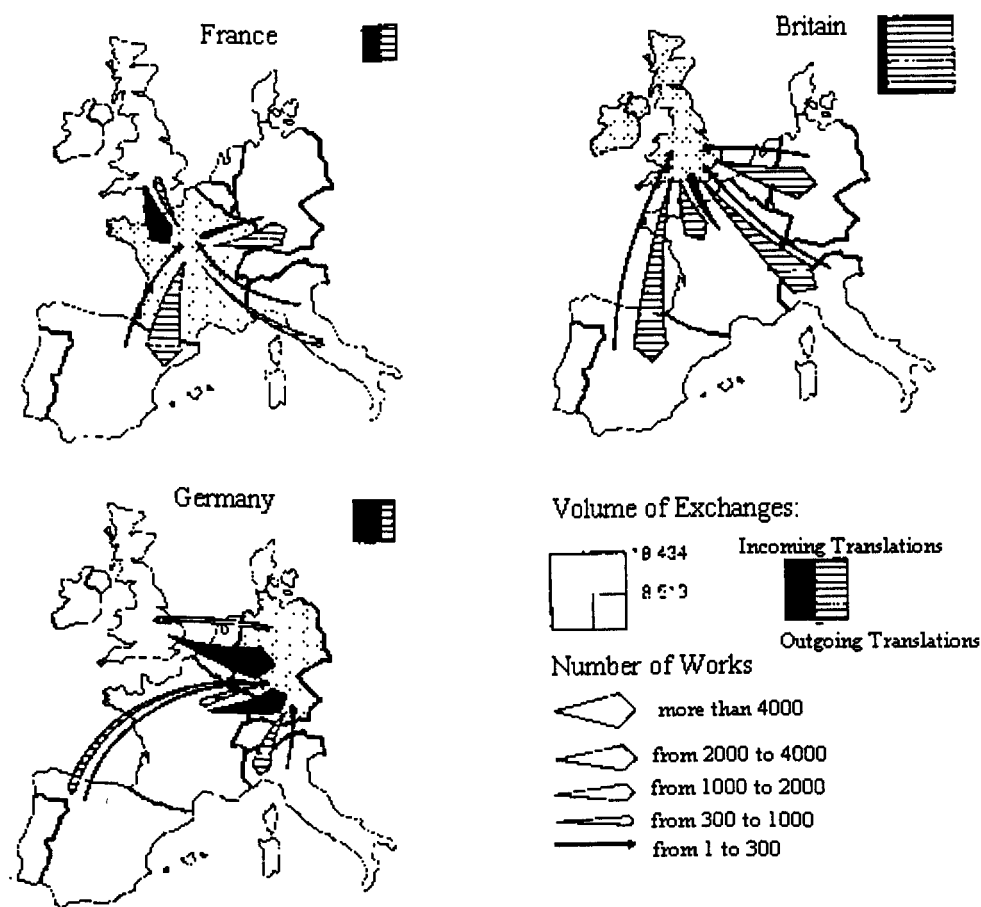 France
Britain
Germany
Volume of Exchanges:
Incoming Translations
Outgoing Translations
Number of Works
more than 4000
from 2000 to 4000
from 1000 to 2000
from 300 to 1000
from 1 to 300